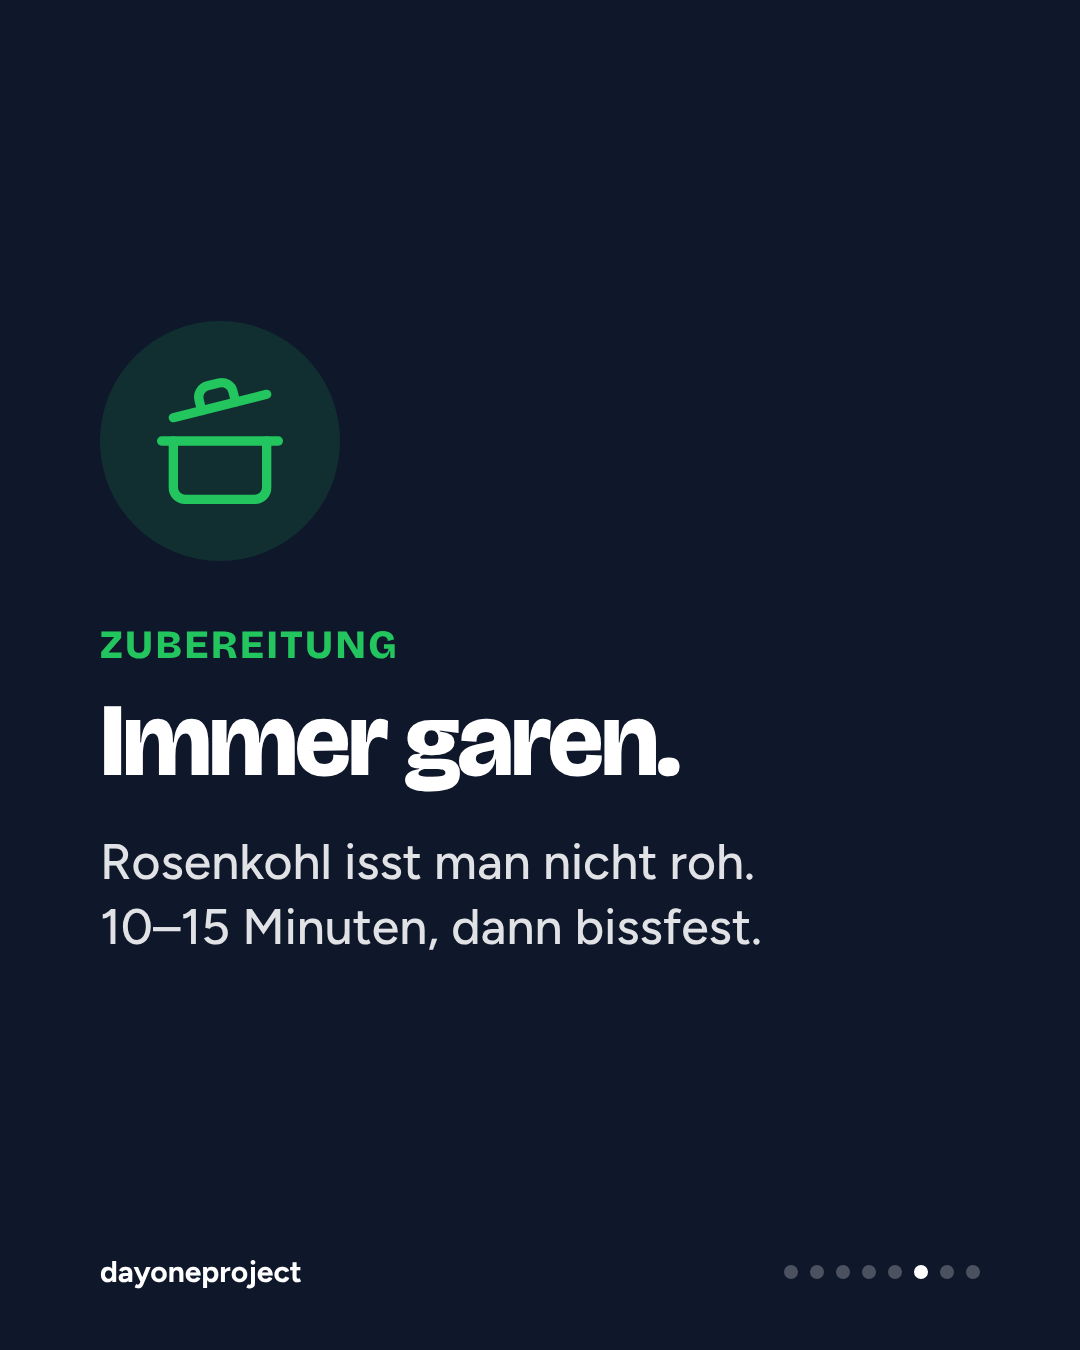 ZUBEREITUNG
Immer garen.
Rosenkohl isst man nicht roh.
10–15 Minuten, dann bissfest.
dayoneproject